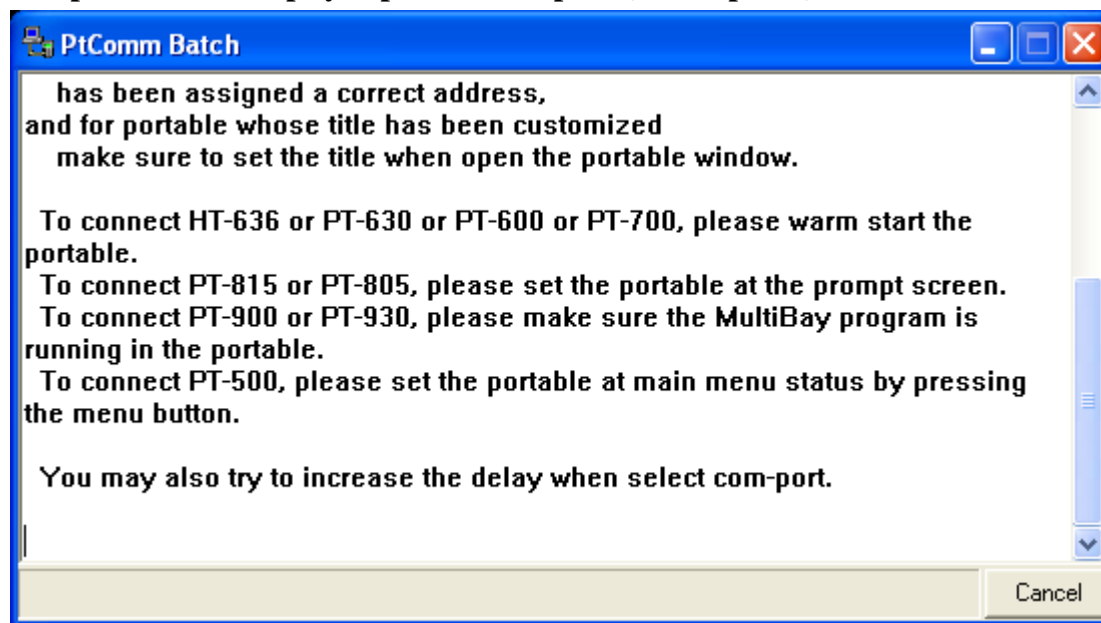 PtComm Batch
has been assigned a correct address,
and for portable whose title has been customized
make sure to set the title when open the portable window.
To connect HT-636 or PT-630 or PT-600 or PT-700, please warm start the
portable.
To connect PT-815 or PT-805, please set the portable at the prompt screen.
To connect PT-900 or PT-930, please make sure the MultiBay program is
running in the portable.
To connect PT-500, please set the portable at main menu status by pressing
the menu button.
You may also try to increase the delay when select com-port.
Cancel